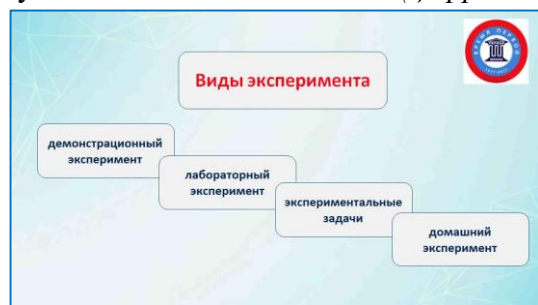 Виды эксперимента
демонстрационный
эксперимент
лабораторный
эксперимент
экспериментальные
задачи
домашний
эксперимент